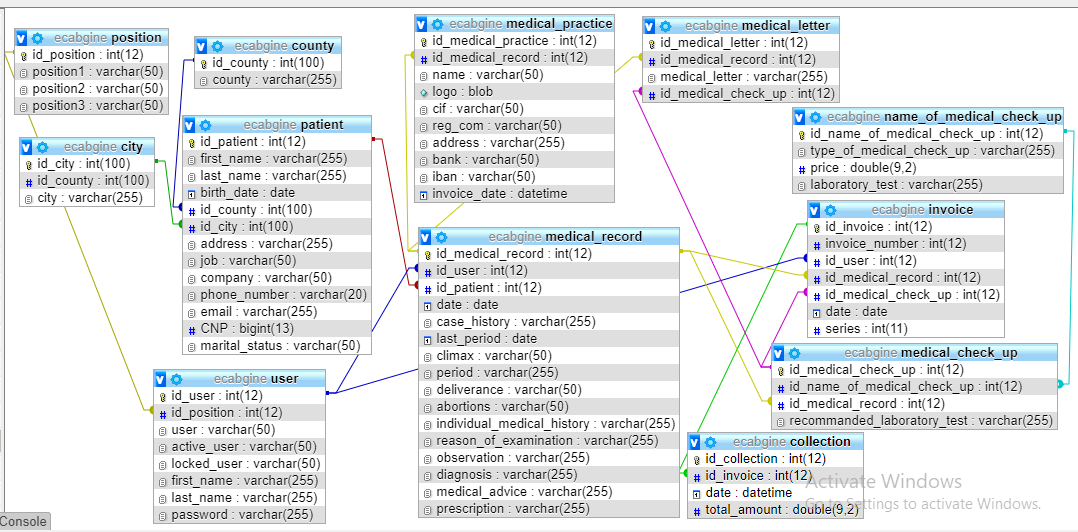 ecabgine position
id_position : int(12)
position1 : varchar(50)
position2 : varchar(50)
position3 : varchar(50)
ecabgine county
id_county : int(100)
county : varchar(255)
ecabgine city
id_city : int(100)
id_county : int(100)
city : varchar(255)
ecabgine patient
id_patient : int(12)
first_name : varchar(255)
last_name : varchar(255)
birth_date : date
id_county : int(100)
id_city : int(100)
address : varchar(255)
job : varchar(50)
company : varchar(50)
phone_number : varchar(20)
email : varchar(255)
CNP : bigint(13)
marital_status : varchar(50)
ecabgine user
id_user : int(12)
id_position : int(12)
user : varchar(50)
active_user : varchar(50)
locked_user : varchar(50)
first_name : varchar(255)
last_name : varchar(255)
password : varchar(255)
ecabgine medical_practice
id_medical_practice : int(12)
id_medical_record : int(12)
name : varchar(50)
logo : blob
cif : varchar(50)
reg_com : varchar(50)
address : varchar(255)
bank : varchar(50)
iban : varchar(50)
invoice_date : datetime
ecabgine medical_record
id_medical_record : int(12)
id_user : int(12)
id_patient : int(12)
date : date
case_history : varchar(255)
last_period : date
climax : varchar(50)
period : varchar(255)
deliverance : varchar(50)
abortions : varchar(50)
individual_medical_history : varchar(255)
reason_of_examination : varchar(255)
observation : varchar(255)
diagnosis : varchar(255)
medical_advice : varchar(255)
prescription : varchar(255)
ecabgine medical_letter
id_medical_letter : int(12)
id_medical_record : int(12)
medical_letter : varchar(255)
id_medical_check_up : int(12)
ecabgine name_of_medical_check_up
id_name_of_medical_check_up : int(12)
type_of_medical_check_up : varchar(255)
price : double(9,2)
laboratory_test : varchar(255)
ecabgine invoice
id_invoice : int(12)
invoice_number : int(12)
id_user : int(12)
id_medical_record : int(12)
id_medical_check_up : int(12)
date : date
series : int(11)
ecabgine medical_check_up
id_medical_check_up : int(12)
id_name_of_medical_check_up : int(12)
id_medical_record : int(12)
recommanded_laboratory_test : varchar(255)
ecabgine collection
id_collection : int(12)
id_invoice : int(12)
date : datetime
total_amount : double(9,2)
Activate Windows
Go to Settings to activate Windows.
Console